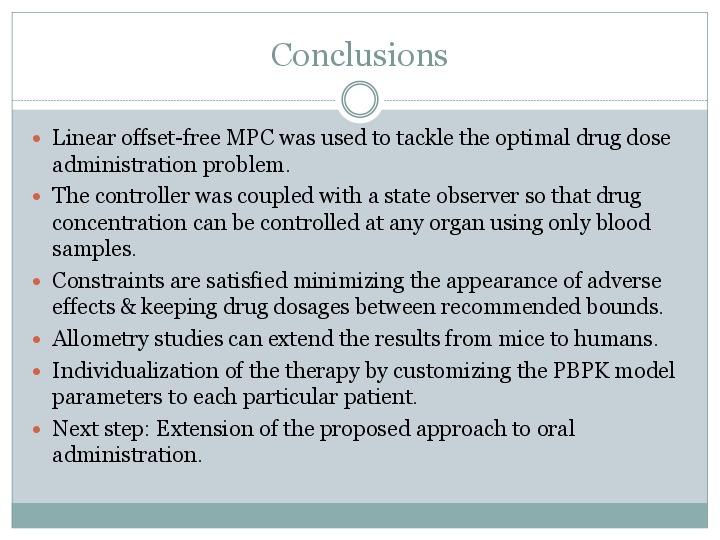 Conclusions
• Linear offset-free MPC was used to tackle the optimal drug dose
administration problem.
• The controller was coupled with a state observer so that drug
concentration can be controlled at any organ using only blood
samples.
• Constraints are satisfied minimizing the appearance of adverse
effects & keeping drug dosages between recommended bounds.
• Allometry studies can extend the results from mice to humans.
• Individualization of the therapy by customizing the PBPK model
parameters to each particular patient.
• Next step: Extension of the proposed approach to oral
administration.